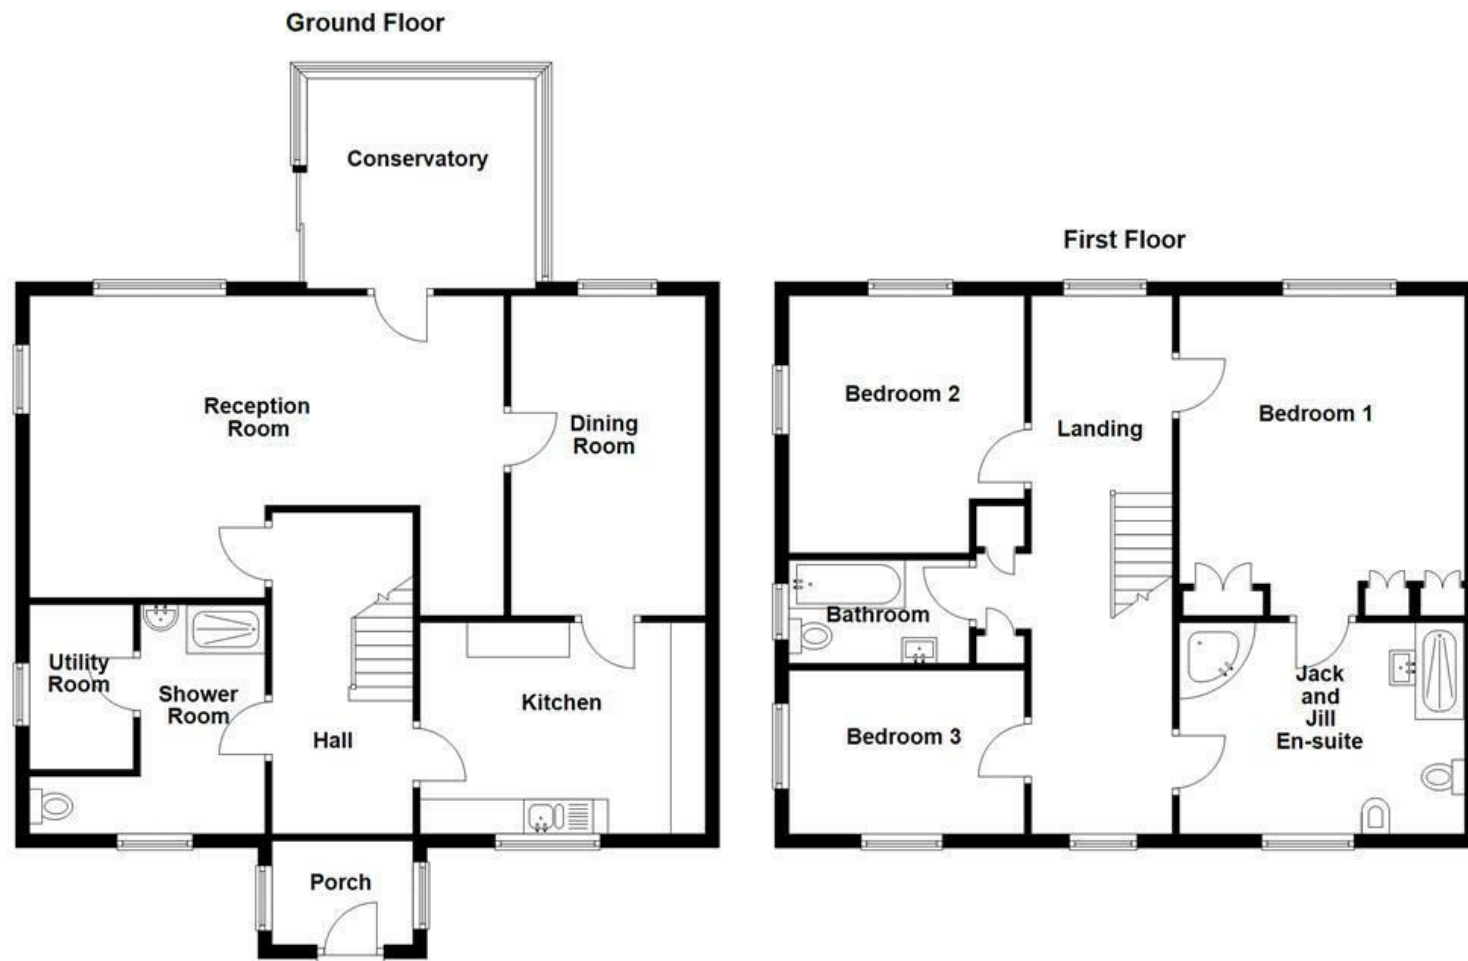 Ground Floor
Conservatory
Reception
Room
Dining
Room
Utility
Room
Shower
Room
Hall
Kitchen
Porch
First Floor
Bedroom 2
Landing
Bedroom 1
Bathroom
Bedroom 3
Jack
and
Jill
En-suite